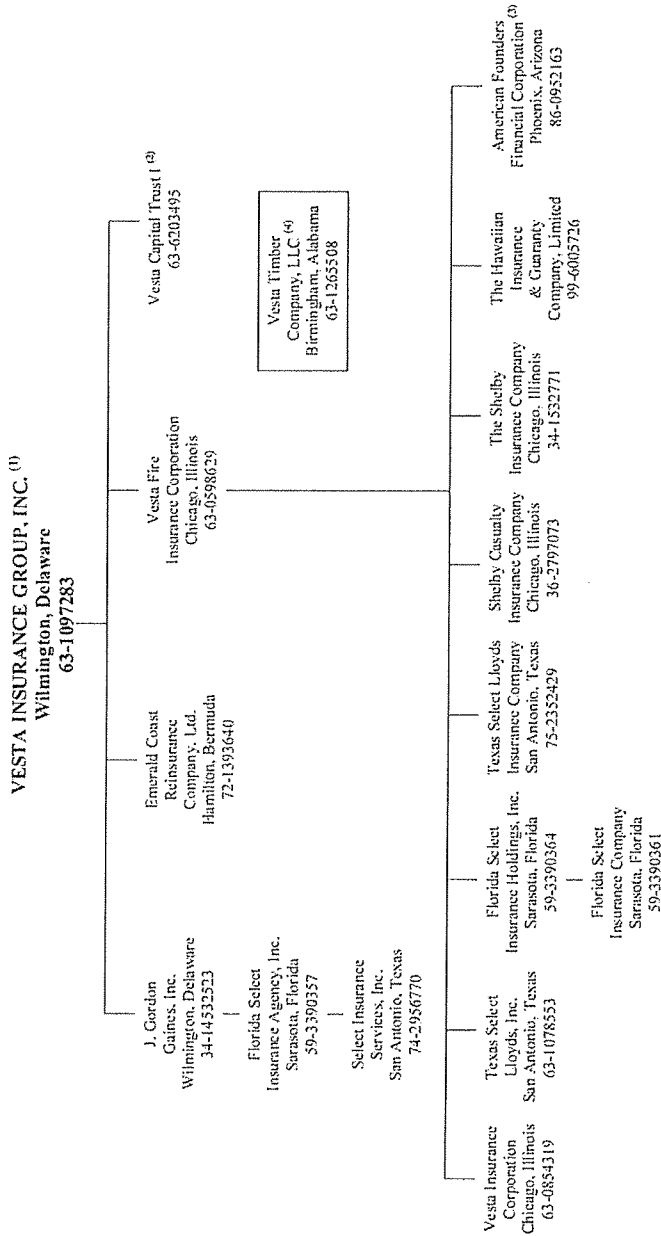 VESTA INSURANCE GROUP, INC. (1)
Wilmington, Delaware
63-1097283
J. Gordon
Gaines, Inc.
Wilmington, Delaware
34-14532523
Florida Select
Insurance Agency, Inc.
Sarasota, Florida
59-3390357
Select Insurance
Services, Inc.
San Antonio, Texas
74-2956770
Emerald Coast
Reinsurance
Company, Ltd.
Hamilton, Bermuda
72-1393640
Vesta Fire
Insurance Corporation
Chicago, Illinois
63-0598629
Vesta Capital Trust I (2)
63-6203495
Vesta Timber
Company, LLC (4)
Birmingham, Alabama
63-1265508
Vesta Insurance
Corporation
Chicago, Illinois
63-0854319
Texas Select
Lloyds, Inc.
San Antonio, Texas
63-1078553
Florida Select
Insurance Holdings, Inc.
Sarasota, Florida
59-3390364
Florida Select
Insurance Company
Sarasota, Florida
59-3390361
Texas Select Lloyds
Insurance Company
San Antonio, Texas
75-2352429
Shelby Casualty
Insurance Company
Chicago, Illinois
36-2797073
The Shelby
Insurance Company
Chicago, Illinois
34-1532771
The Hawaiian
Insurance
& Guaranty
Company, Limited
99-6005726
American Founders
Financial Corporation (3)
Phoenix, Arizona
86-0952163